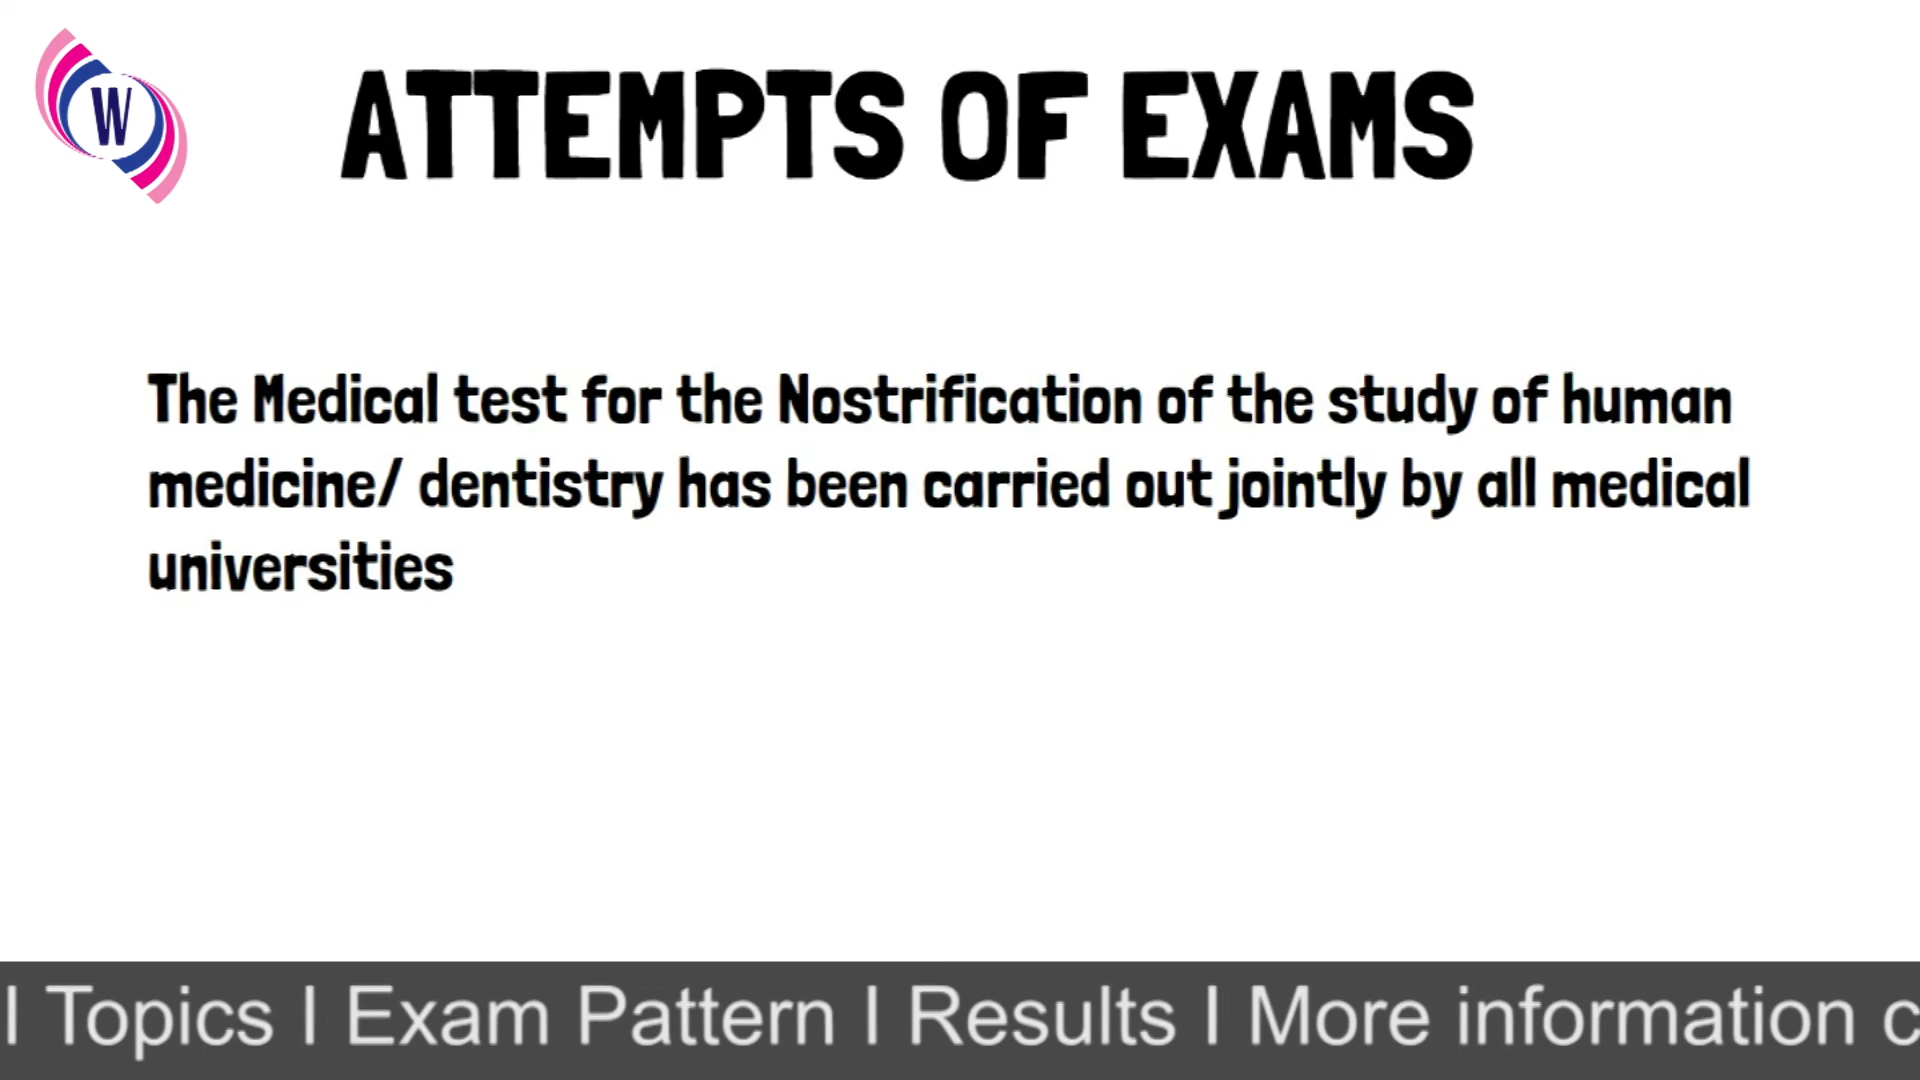 W
ATTEMPTS OF EXAMS
The Medical test for the Nostrification of the study of human
medicine/ dentistry has been carried out jointly by all medical
universities
I Topics I Exam Pattern I Results I More information c